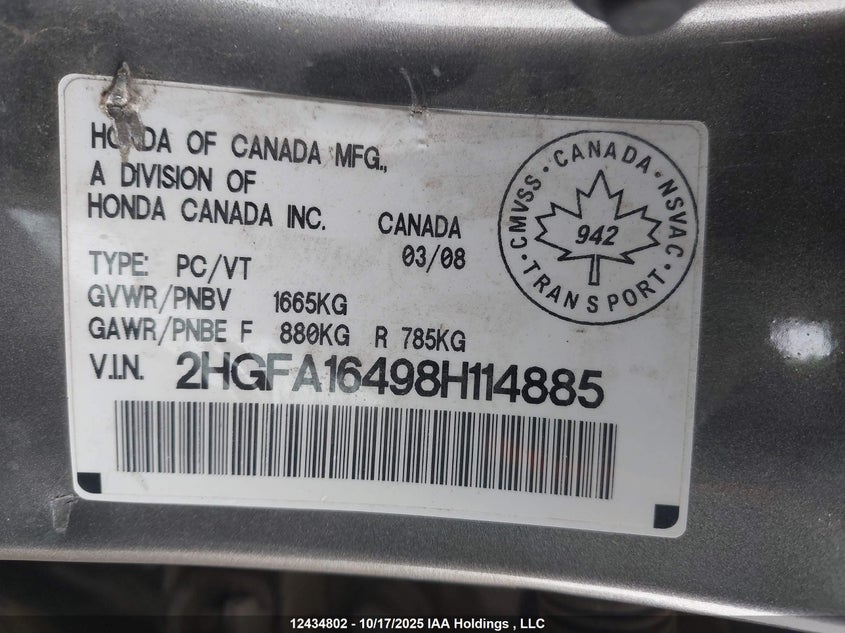 HONDA OF CANADA MFG.,
A DIVISION OF
HONDA CANADA INC. CANADA
03/08
TYPE: PC/VT
GVWR/PNBV 1665KG
GAWR/PNBE F 880KG R 785KG
V.I.N. 2HGFA16498H114885
CMVSS · CANADA · NSVAC ·
942
TRANSPORT
12434802 - 10/17/2025 IAA Holdings , LLC